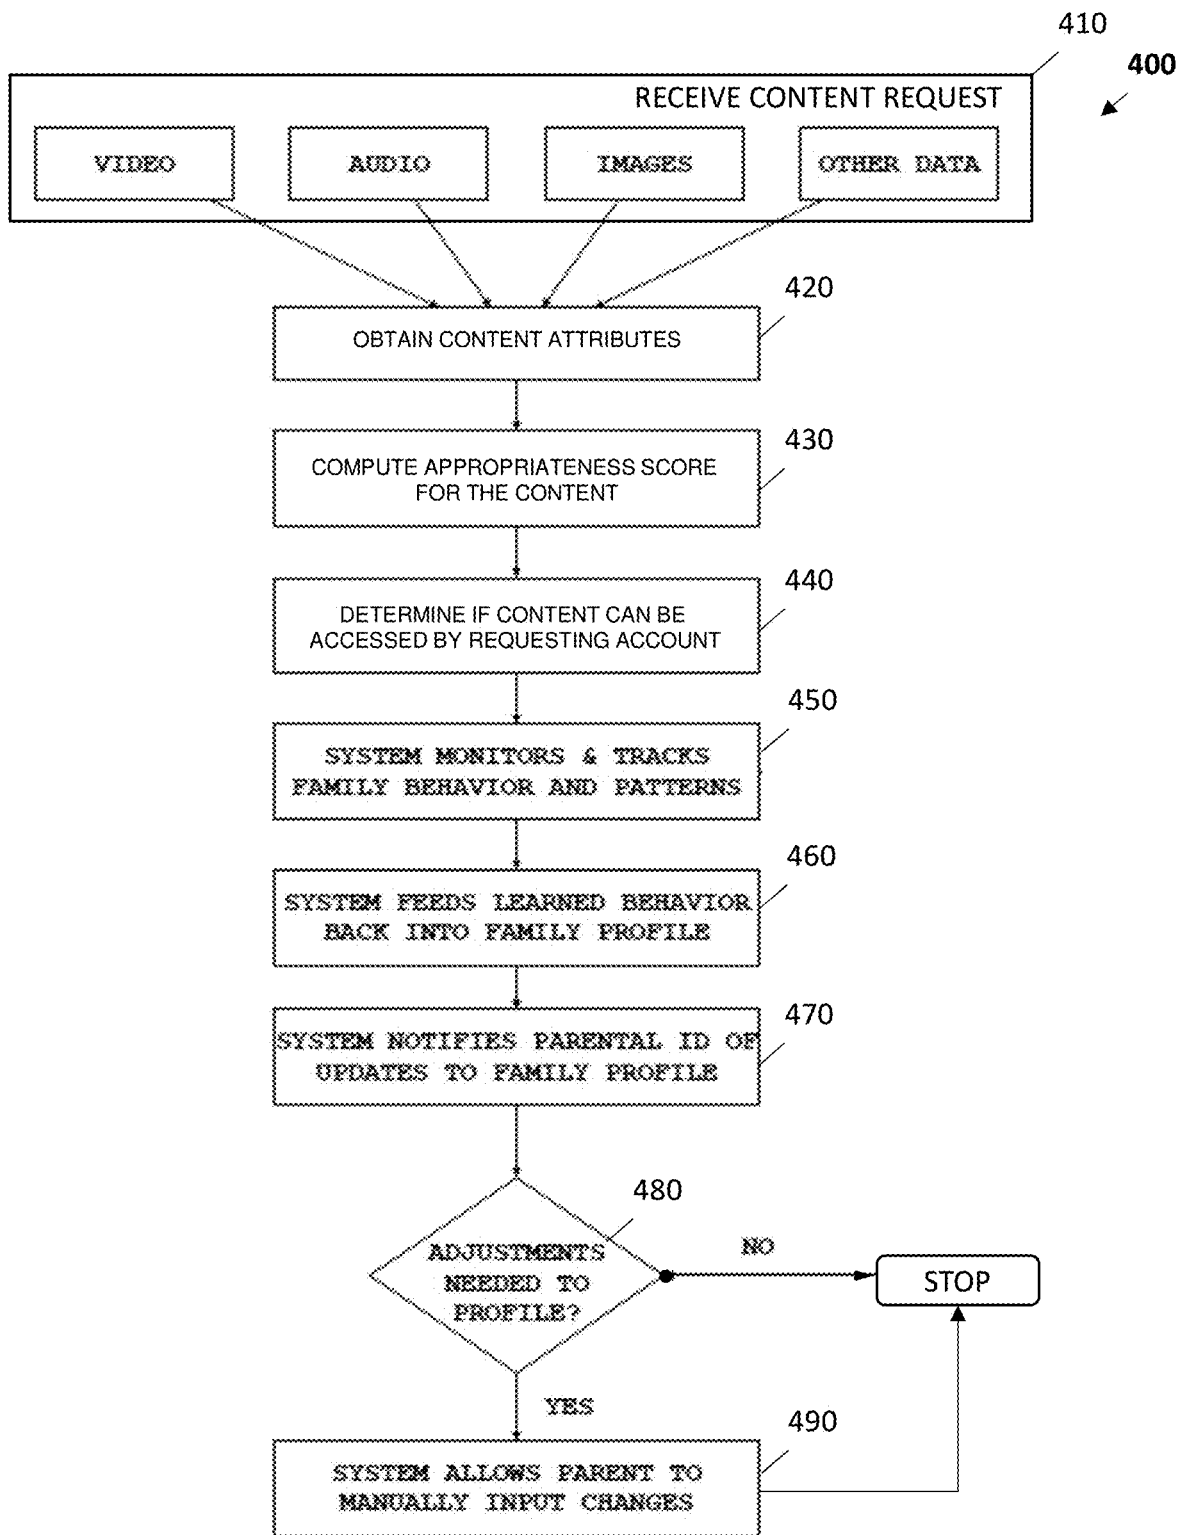 410
400
RECEIVE CONTENT REQUEST
VIDEO
AUDIO
IMAGES
OTHER DATA
420
OBTAIN CONTENT ATTRIBUTES
430
COMPUTE APPROPRIATENESS SCORE
FOR THE CONTENT
440
DETERMINE IF CONTENT CAN BE
ACCESSED BY REQUESTING ACCOUNT
450
SYSTEM MONITORS & TRACKS
FAMILY BEHAVIOR AND PATTERNS
460
SYSTEM FEEDS LEARNED BEHAVIOR
BACK INTO FAMILY PROFILE
470
SYSTEM NOTIFIES PARENTAL ID OF
UPDATES TO FAMILY PROFILE
480
ADJUSTMENTS
NEEDED TO
PROFILE?
NO
STOP
YES
490
SYSTEM ALLOWS PARENT TO
MANUALLY INPUT CHANGES